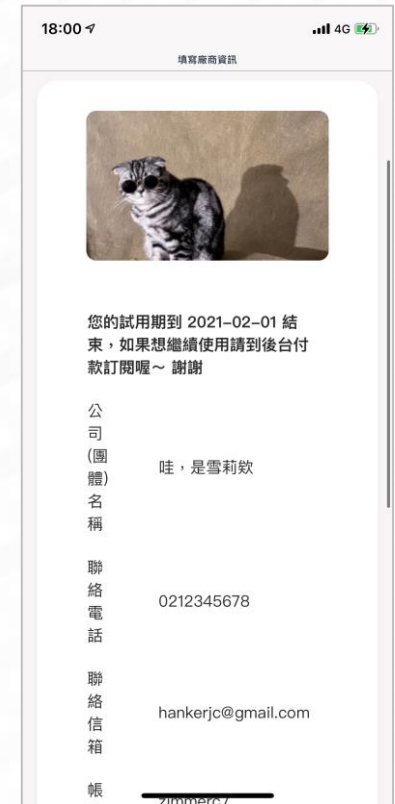 18:00
4G
填寫廠商資訊
您的試用期到 2021-02-01 結
束，如果想繼續使用請到後台付
款訂閱喔～ 謝謝
公
司
(團
體)
名
稱
哇，是雪莉欸
聯
絡
電
話
0212345678
聯
絡
信
箱
hankerjc@gmail.com
帳